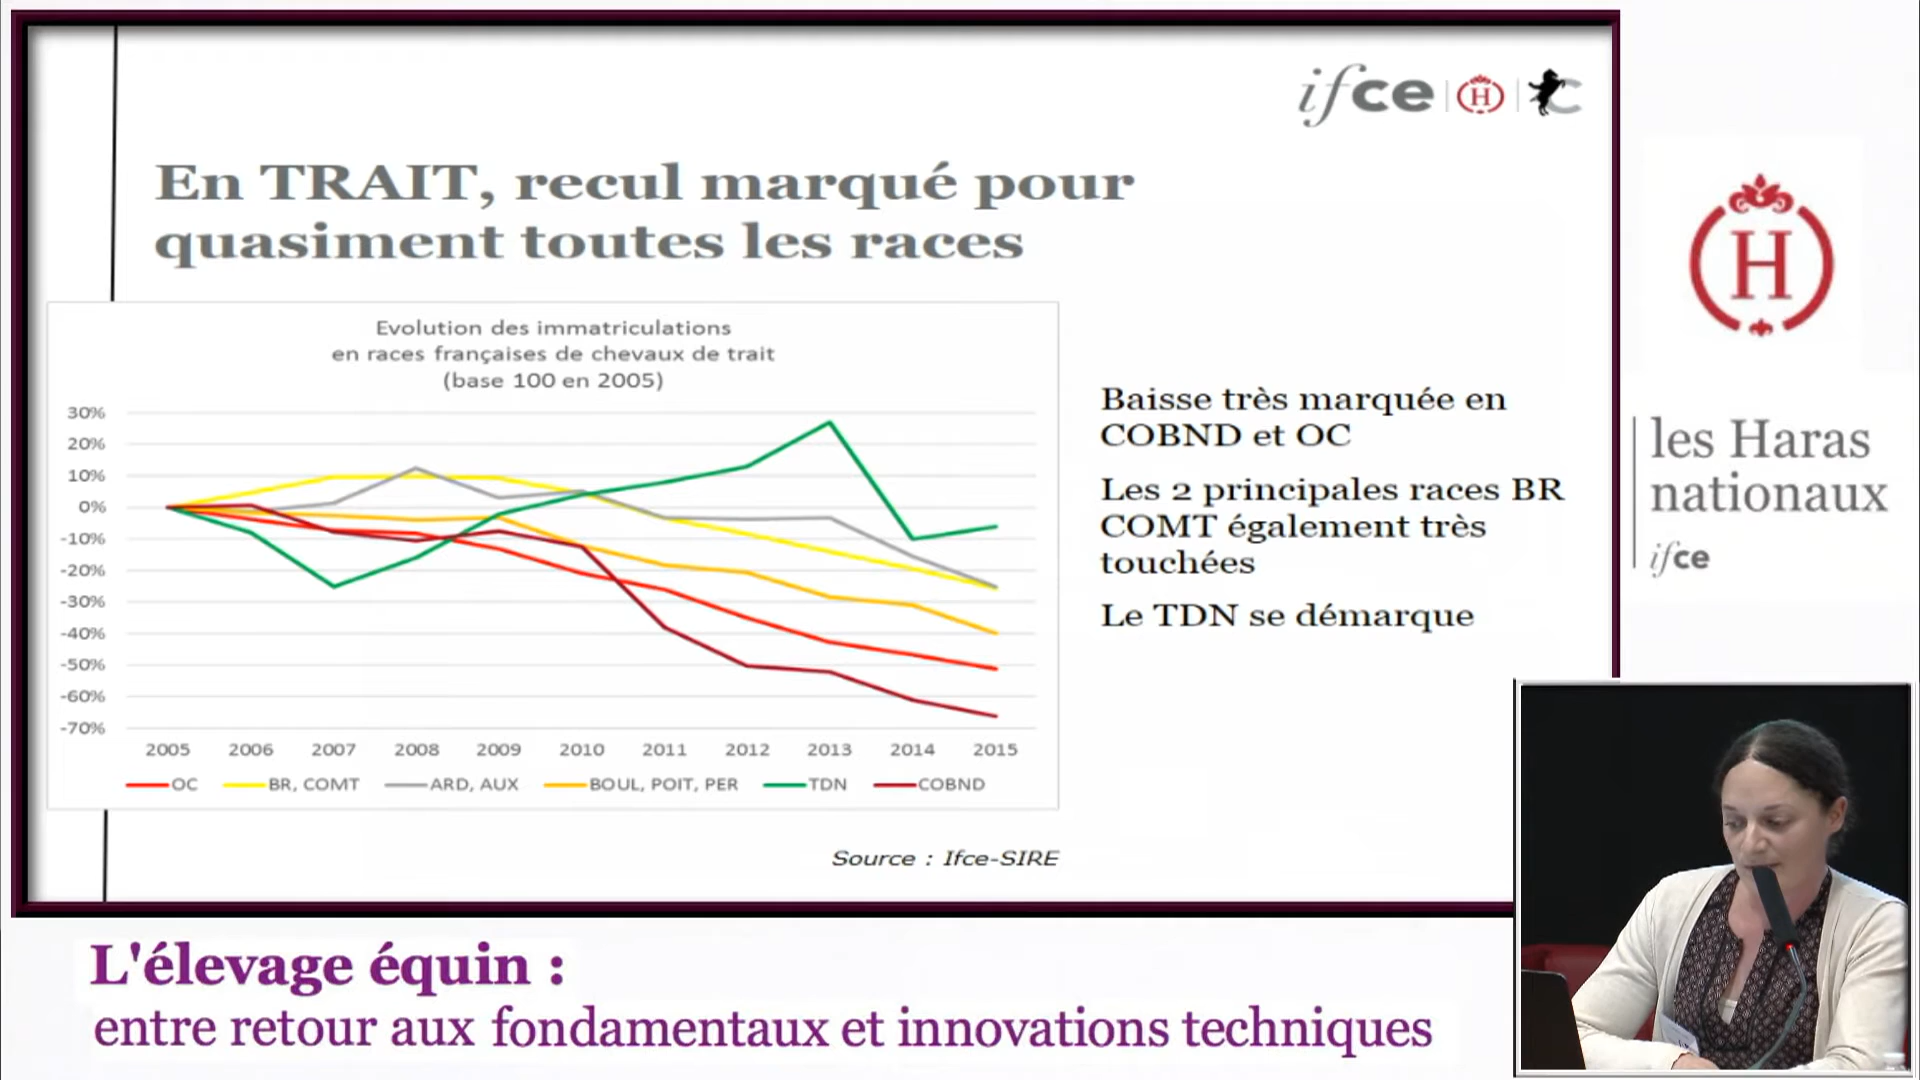 ifce
H
C
En TRAIT, recul marqué pour
quasiment toutes les races
Evolution des immatriculations
en races françaises de chevaux de trait
(base 100 en 2005)
30%
20%
10%
0%
-10%
-20%
-30%
-40%
-50%
-60%
-70%
2005 2006 2007 2008 2009 2010 2011 2012 2013 2014 2015
OC BR, COMT ARD, AUX BOUL, POIT, PER TDN COBND
Source : Ifce-SIRE
Baisse très marquée en
COBND et OC
Les 2 principales races BR
COMT également très
touchées
Le TDN se démarque
H
les Haras
nationaux
ifce
L'élevage équin :
entre retour aux fondamentaux et innovations techniques